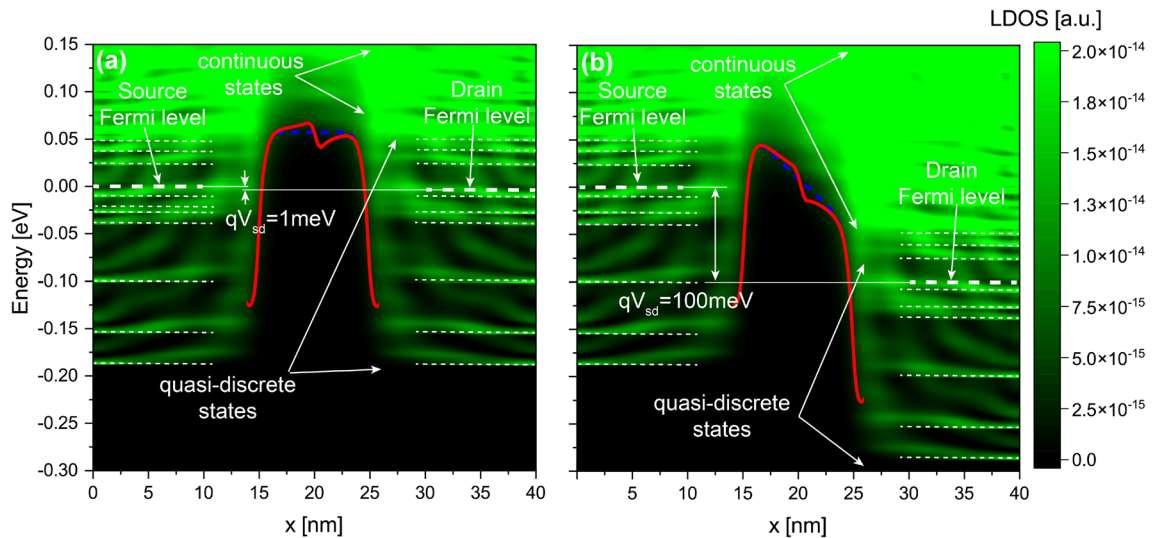 LDOS [a.u.]
(a)
continuous
states
Source
Fermi level
Drain
Fermi level
qVsd=1meV
quasi-discrete
states
0.15
0.10
0.05
0.00
-0.05
-0.10
-0.15
-0.20
-0.25
-0.30
Energy [eV]
0
5
10
15
20
25
30
35
40
x [nm]
(b)
continuous
states
Source
Fermi level
Drain
Fermi level
qVsd=100meV
quasi-discrete
states
5
10
15
20
25
30
35
40
x [nm]
2.0×10-14
1.8×10-14
1.4×10-14
1.3×10-14
1.0×10-14
7.5×10-15
5.0×10-15
2.5×10-15
0.0